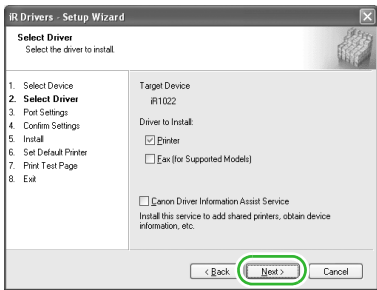 iR Drivers - Setup Wizard
Select Driver
Select the driver to install.
1. Select Device
2. Select Driver
3. Port Settings
4. Confirm Settings
5. Install
6. Set Default Printer
7. Print Test Page
8. Exit
Target Device
iR1022
Driver to Install:
Printer
Fax (for Supported Models)
Canon Driver Information Assist Service
Install this service to add shared printers, obtain device
information, etc.
< Back
Next >
Cancel